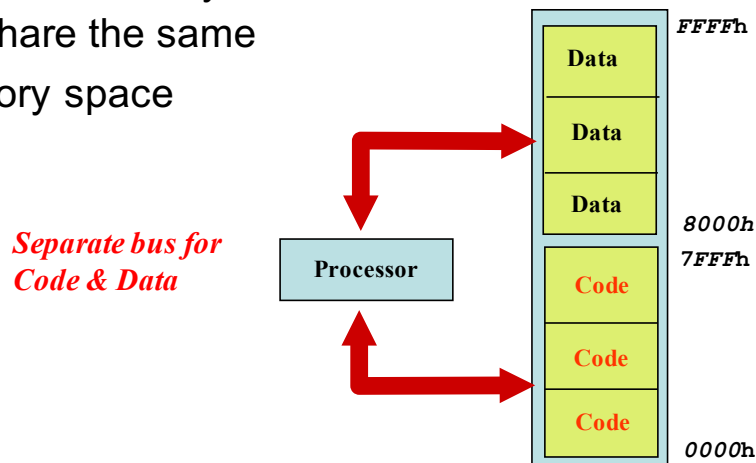 hare the same
ory space
Separate bus for
Code & Data
Processor
FFFFh
Data
Data
Data
8000h
7FFFh
Code
Code
Code
0000h